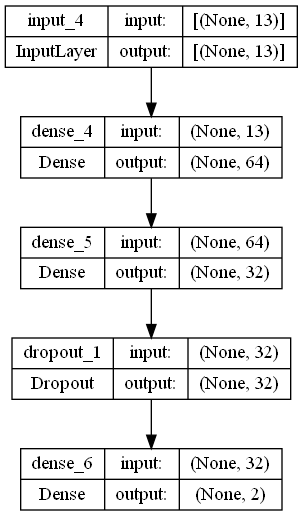 input_4 input: [(None, 13)]
InputLayer output: [(None, 13)]
dense_4 input: (None, 13)
Dense output: (None, 64)
dense_5 input: (None, 64)
Dense output: (None, 32)
dropout_1 input: (None, 32)
Dropout output: (None, 32)
dense_6 input: (None, 32)
Dense output: (None, 2)